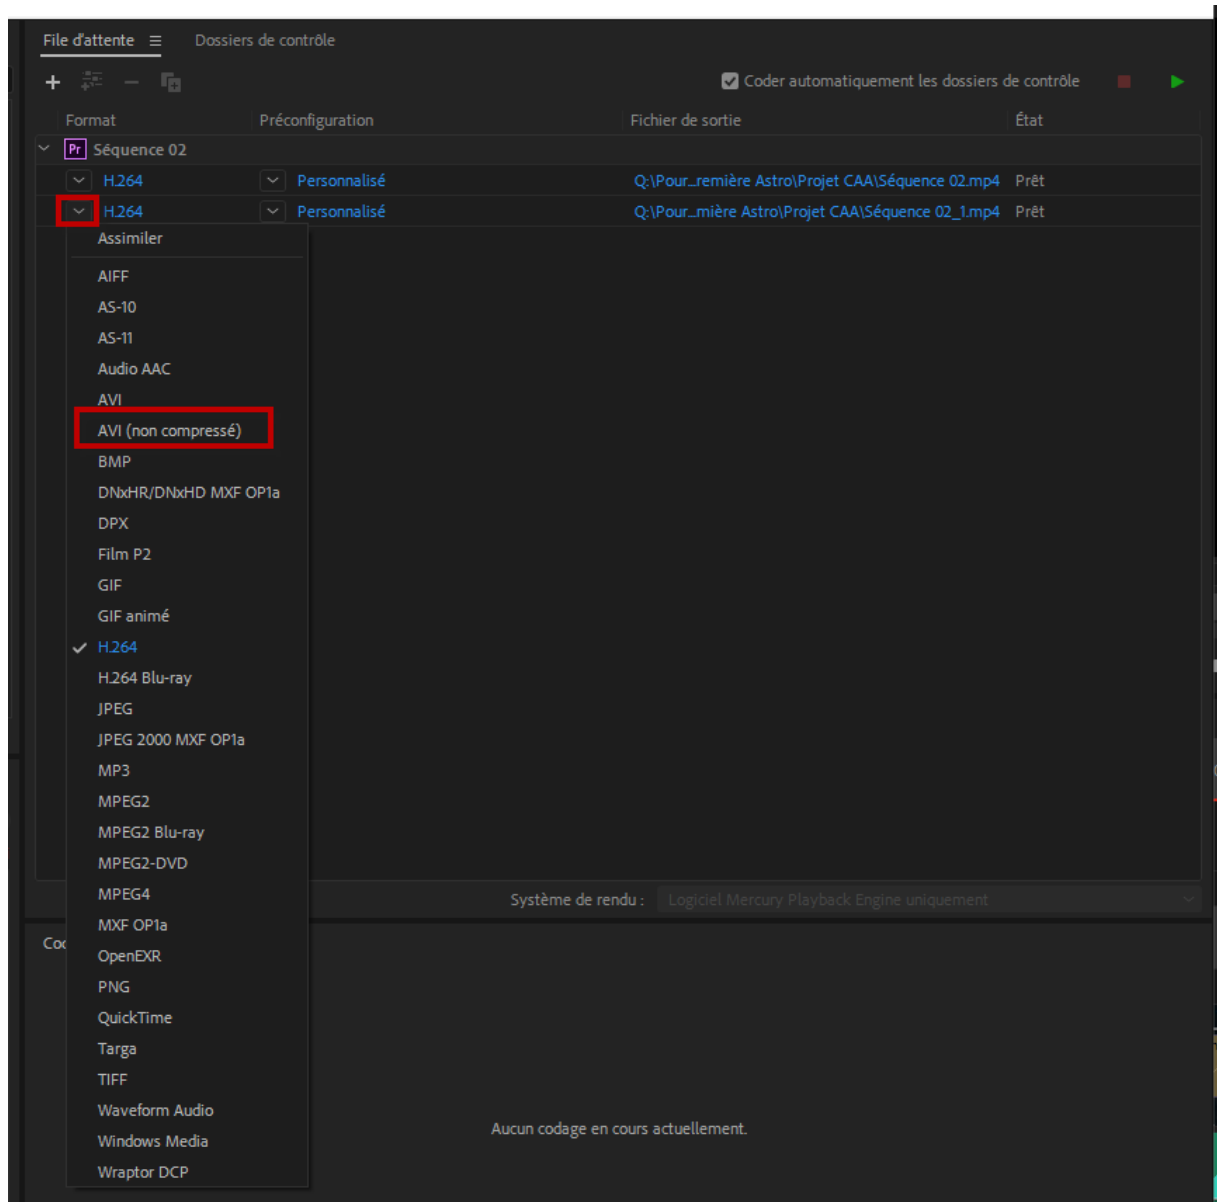 File d'attente Dossiers de contrôle
Coder automatiquement les dossiers de contrôle
Format Préconfiguration Fichier de sortie État
Pr Séquence 02
H.264 Personnalisé Q:\Pour...remière Astro\Projet CAA\Séquence 02.mp4 Prêt
H.264 Personnalisé Q:\Pour...mière Astro\Projet CAA\Séquence 02_1.mp4 Prêt
Assimiler
AIFF
AS-10
AS-11
Audio AAC
AVI
AVI (non compressé)
BMP
DNxHR/DNxHD MXF OP1a
DPX
Film P2
GIF
GIF animé
H.264
H.264 Blu-ray
JPEG
JPEG 2000 MXF OP1a
MP3
MPEG2
MPEG2 Blu-ray
MPEG2-DVD
MPEG4
Système de rendu : Logiciel Mercury Playback Engine uniquement
MXF OP1a
OpenEXR
PNG
QuickTime
Targa
TIFF
Waveform Audio
Aucun codage en cours actuellement.
Windows Media
Wraptor DCP